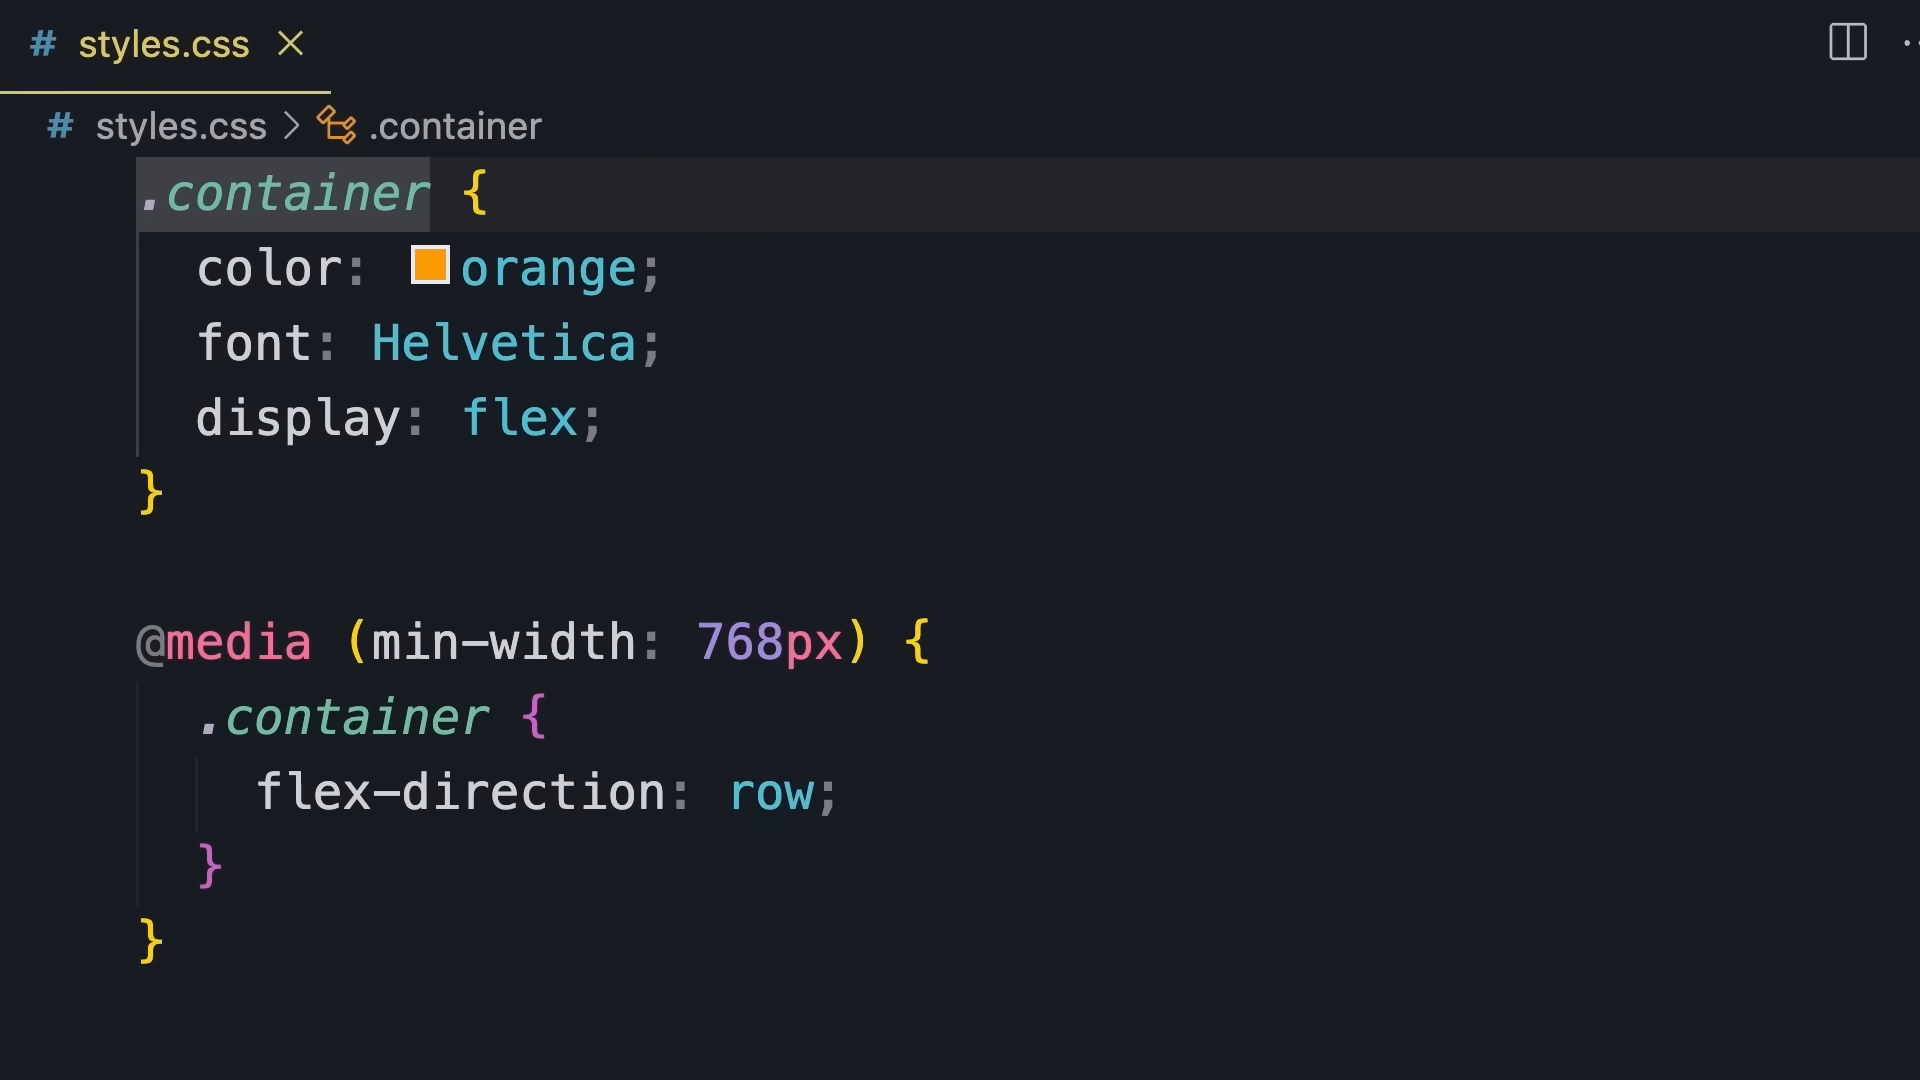 # styles.css ×
# styles.css > .container
.container {
  color: orange;
  font: Helvetica;
  display: flex;
}

@media (min-width: 768px) {
  .container {
    flex-direction: row;
  }
}